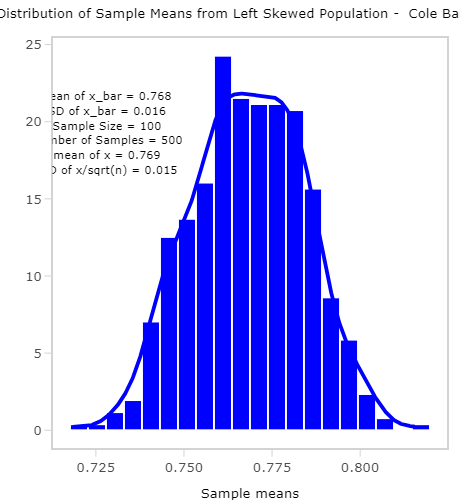 Distribution of Sample Means from Left Skewed Population - Cole Ba
25
ean of x_bar = 0.768
SD of x_bar = 0.016
20
Sample Size = 100
nber of Samples = 500
mean of x = 0.769
D of x/sqrt(n) = 0.015
15
10
5
0
0.725 0.750 0.775 0.800
Sample means